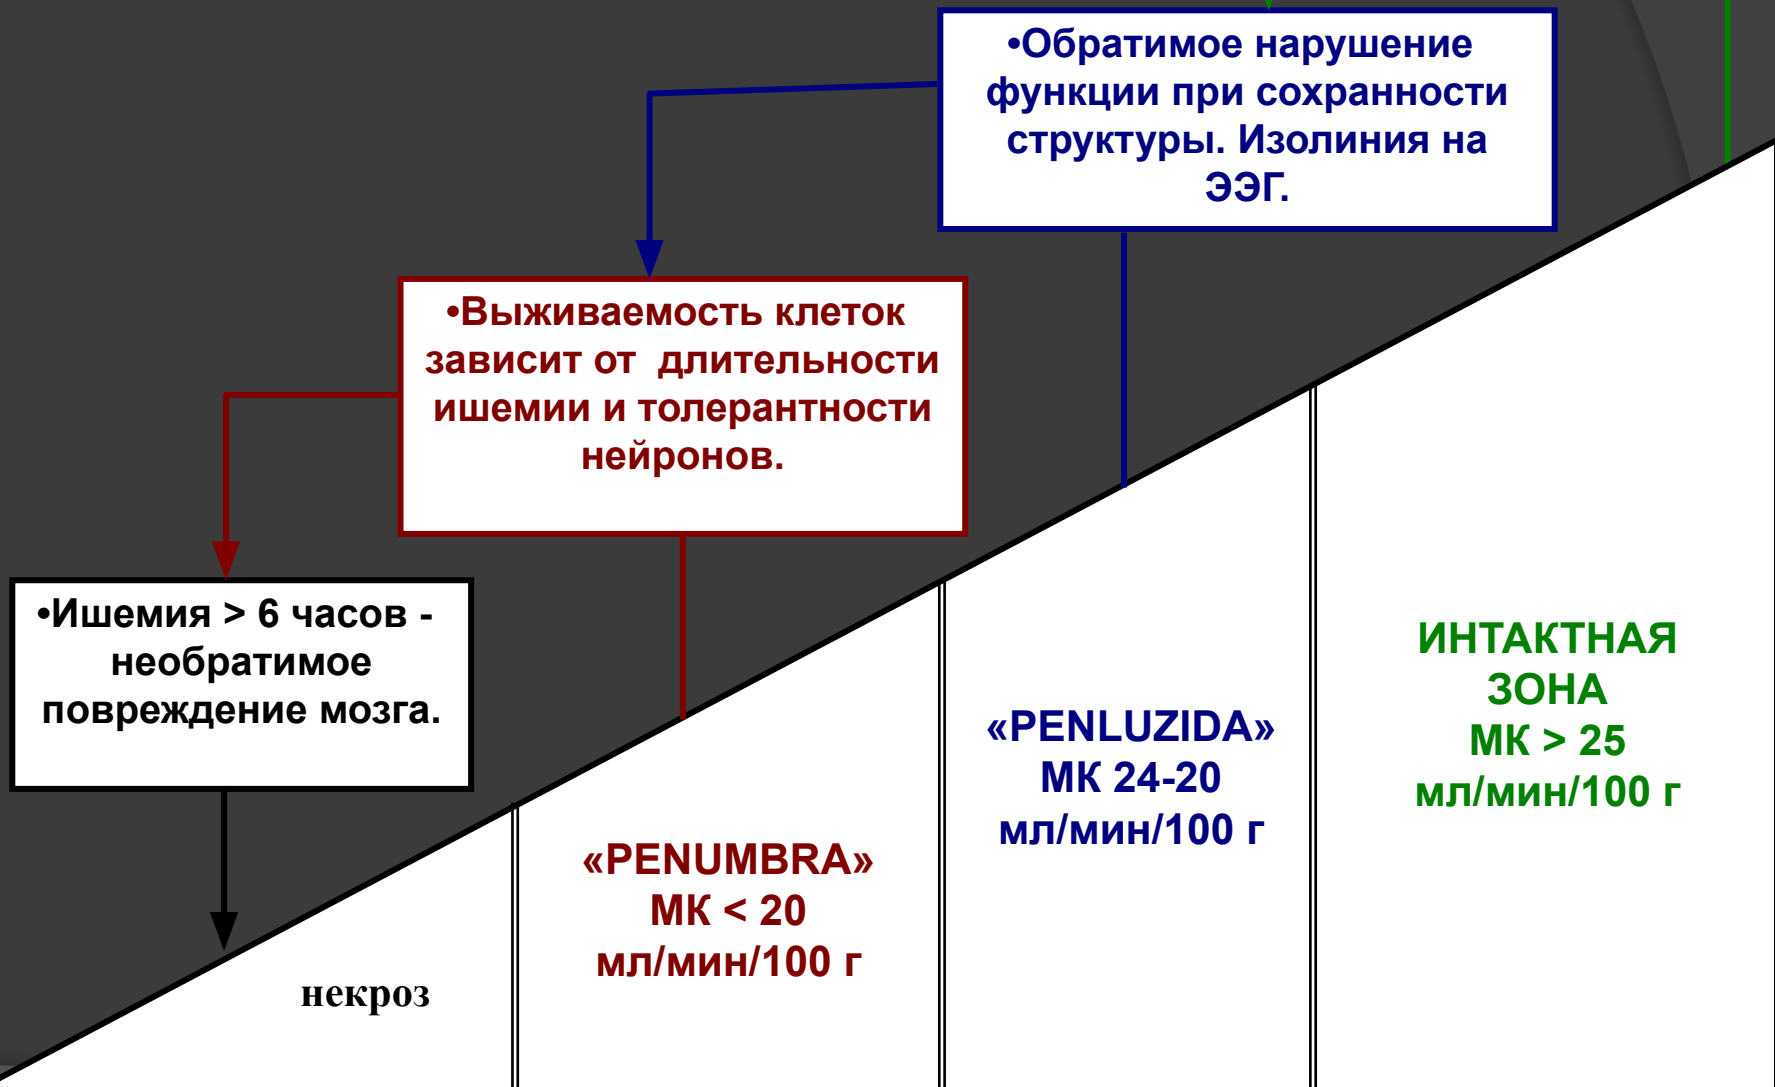 •Обратимое нарушение
функции при сохранности
структуры. Изолиния на
ЭЭГ.
•Выживаемость клеток
зависит от длительности
ишемии и толерантности
нейронов.
•Ишемия > 6 часов -
необратимое
повреждение мозга.
ИНТАКТНАЯ
ЗОНА
МК > 25
мл/мин/100 г
«PENLUZIDA»
МК 24-20
мл/мин/100 г
«PENUMBRA»
МК < 20
мл/мин/100 г
некроз